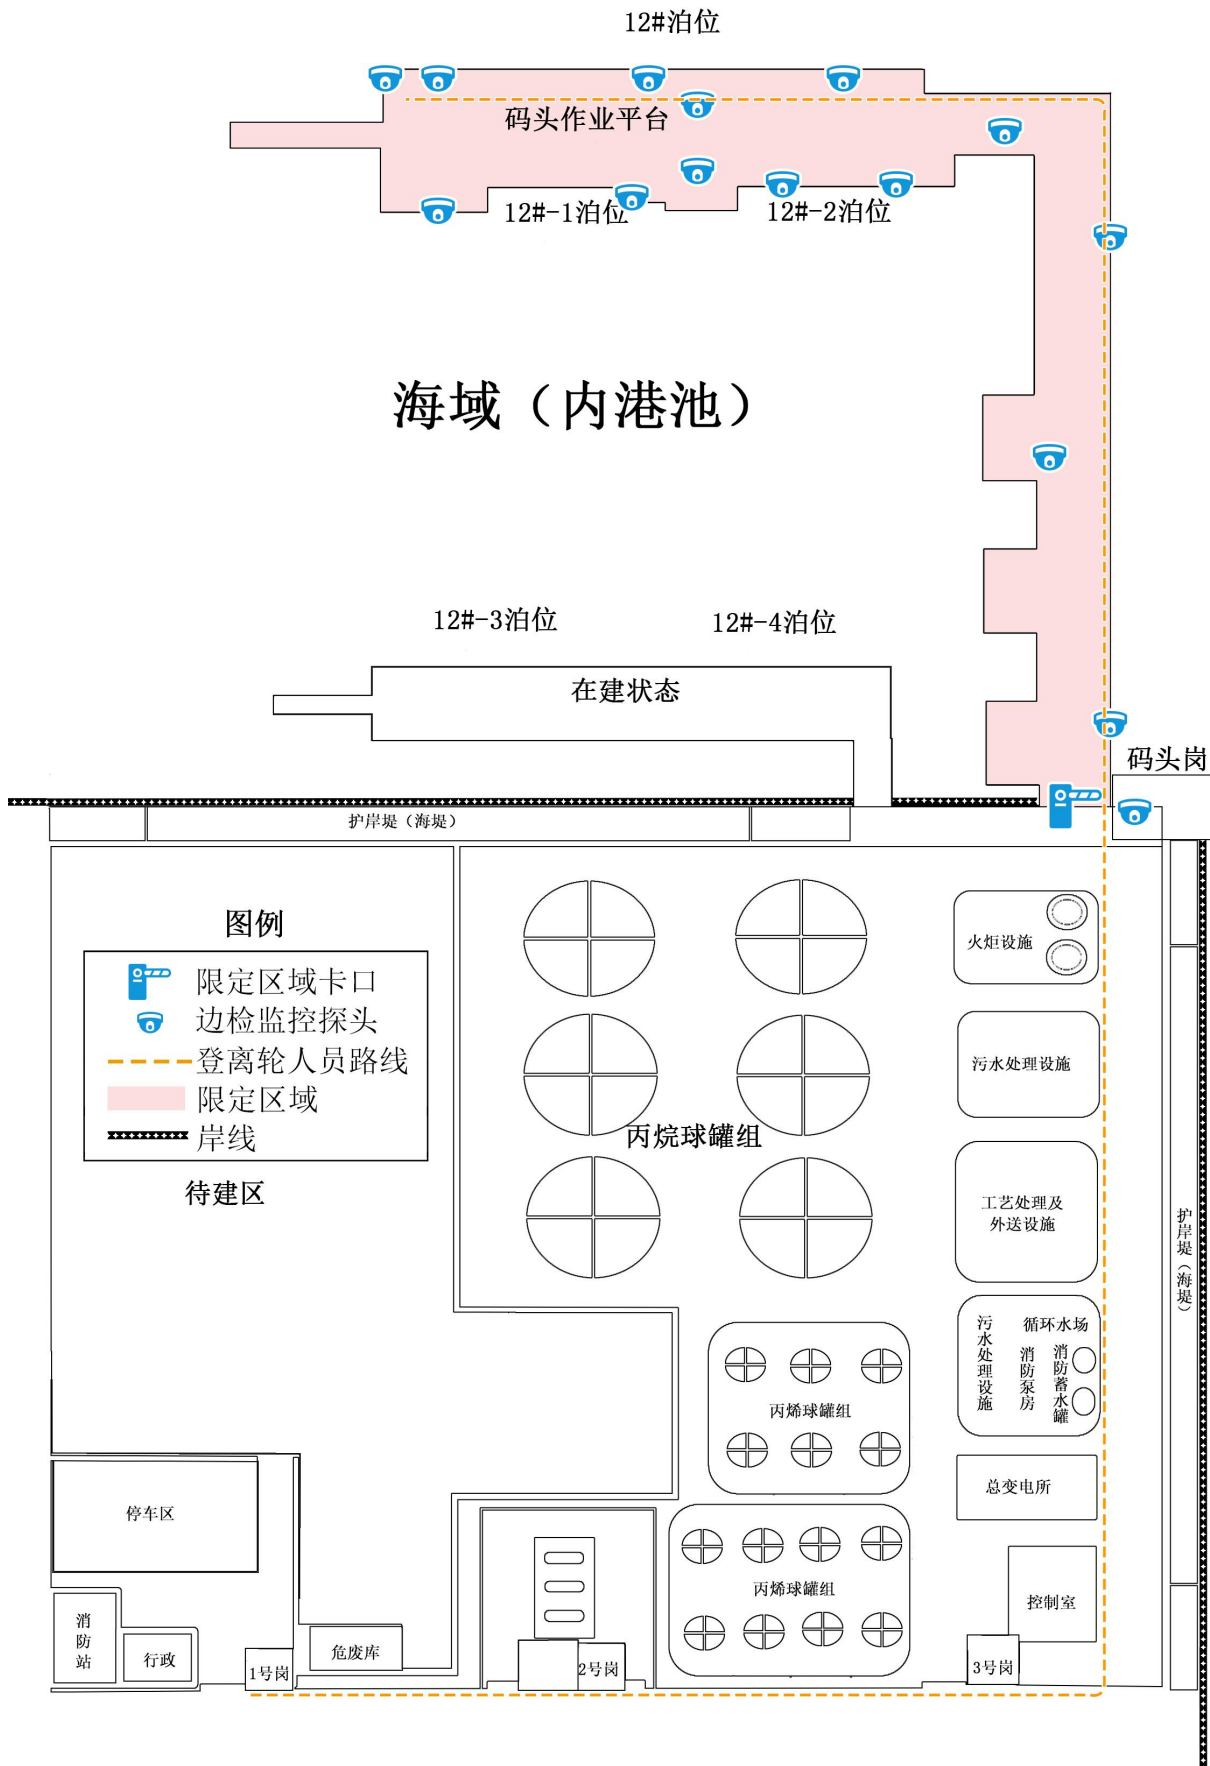 12#泊位
码头作业平台
12#-1泊位
12#-2泊位
海域（内港池）
12#-3泊位
12#-4泊位
在建状态
码头岗
护岸堤（海堤）
图例
限定区域卡口
边检监控探头
登离轮人员路线
限定区域
岸线
待建区
丙烷球罐组
火炬设施
污水处理设施
工艺处理及
外送设施
护岸堤（海堤）
污水处理设施
循环水场
消防泵房
消防蓄水罐
丙烯球罐组
总变电所
停车区
丙烯球罐组
控制室
消防站
行政
1号岗
危废库
2号岗
3号岗